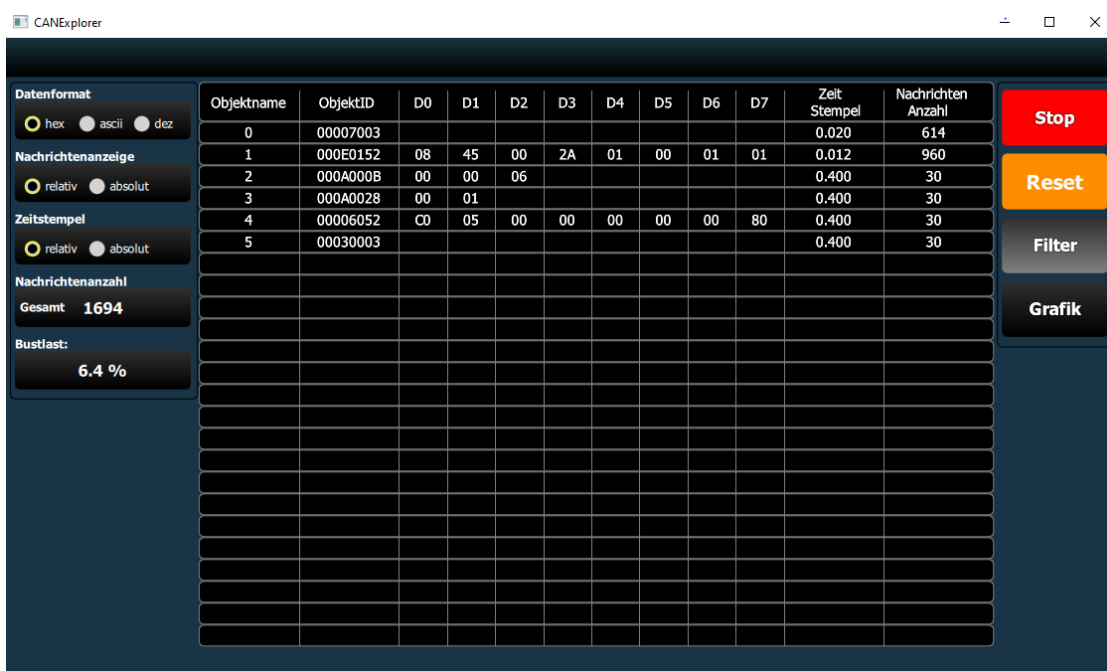 CANExplorer
Datenformat
hex ascii dez
Nachrichtenanzeige
relativ absolut
Zeitstempel
relativ absolut
Nachrichtenanzahl
Gesamt 1694
Bustlast:
6.4 %
Objektname ObjektID D0 D1 D2 D3 D4 D5 D6 D7 Zeit Stempel Nachrichten Anzahl
0 00007003 0.020 614
1 000E0152 08 45 00 2A 01 00 01 01 0.012 960
2 000A000B 00 00 06 0.400 30
3 000A0028 00 01 0.400 30
4 00006052 C0 05 00 00 00 00 00 80 0.400 30
5 00030003 0.400 30
Stop
Reset
Filter
Grafik